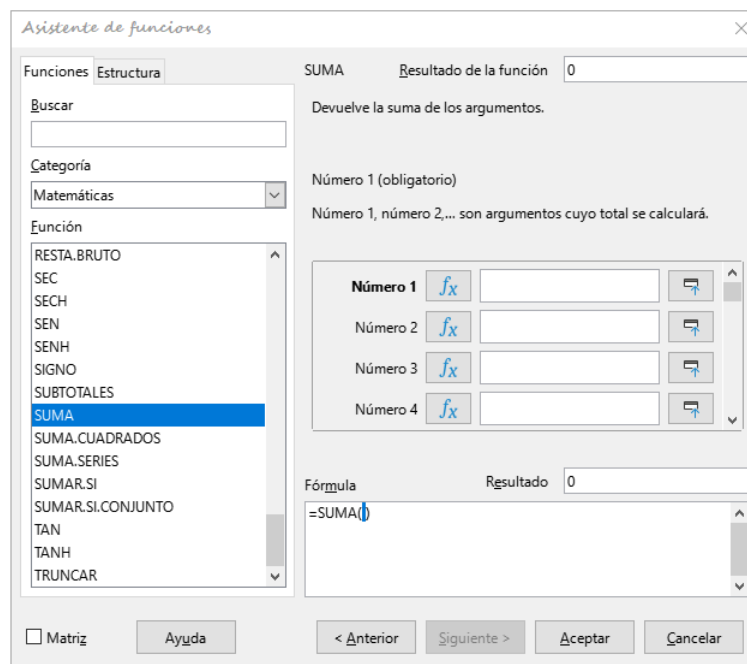 Asistente de funciones
Funciones Estructura
Buscar
Categoría
Matemáticas
Función
RESTA.BRUTO
SEC
SECH
SEN
SENH
SIGNO
SUBTOTALES
SUMA
SUMA.CUADRADOS
SUMA.SERIES
SUMAR.SI
SUMAR.SI.CONJUNTO
TAN
TANH
TRUNCAR
SUMA Resultado de la función 0
Devuelve la suma de los argumentos.
Número 1 (obligatorio)
Número 1, número 2,... son argumentos cuyo total se calculará.
Número 1 fx
Número 2 fx
Número 3 fx
Número 4 fx
Fórmula Resultado 0
=SUMA()
Matriz Ayuda < Anterior Siguiente > Aceptar Cancelar